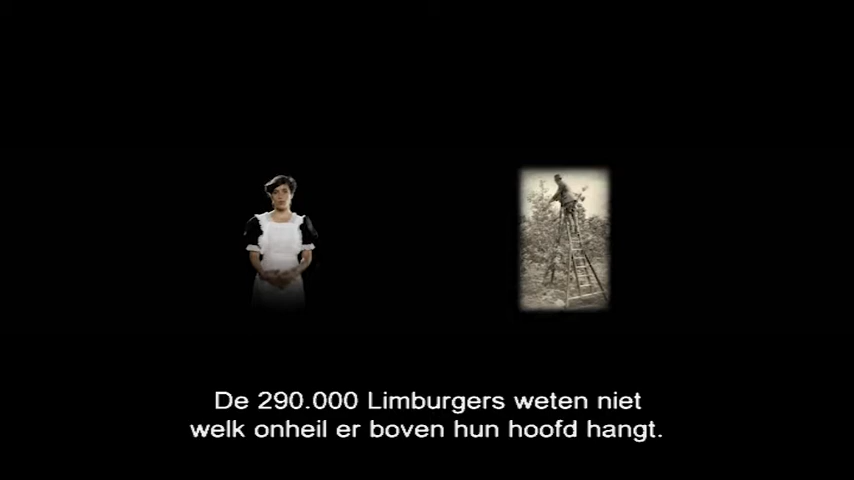 De 290.000 Limburgers weten niet
welk onheil er boven hun hoofd hangt.